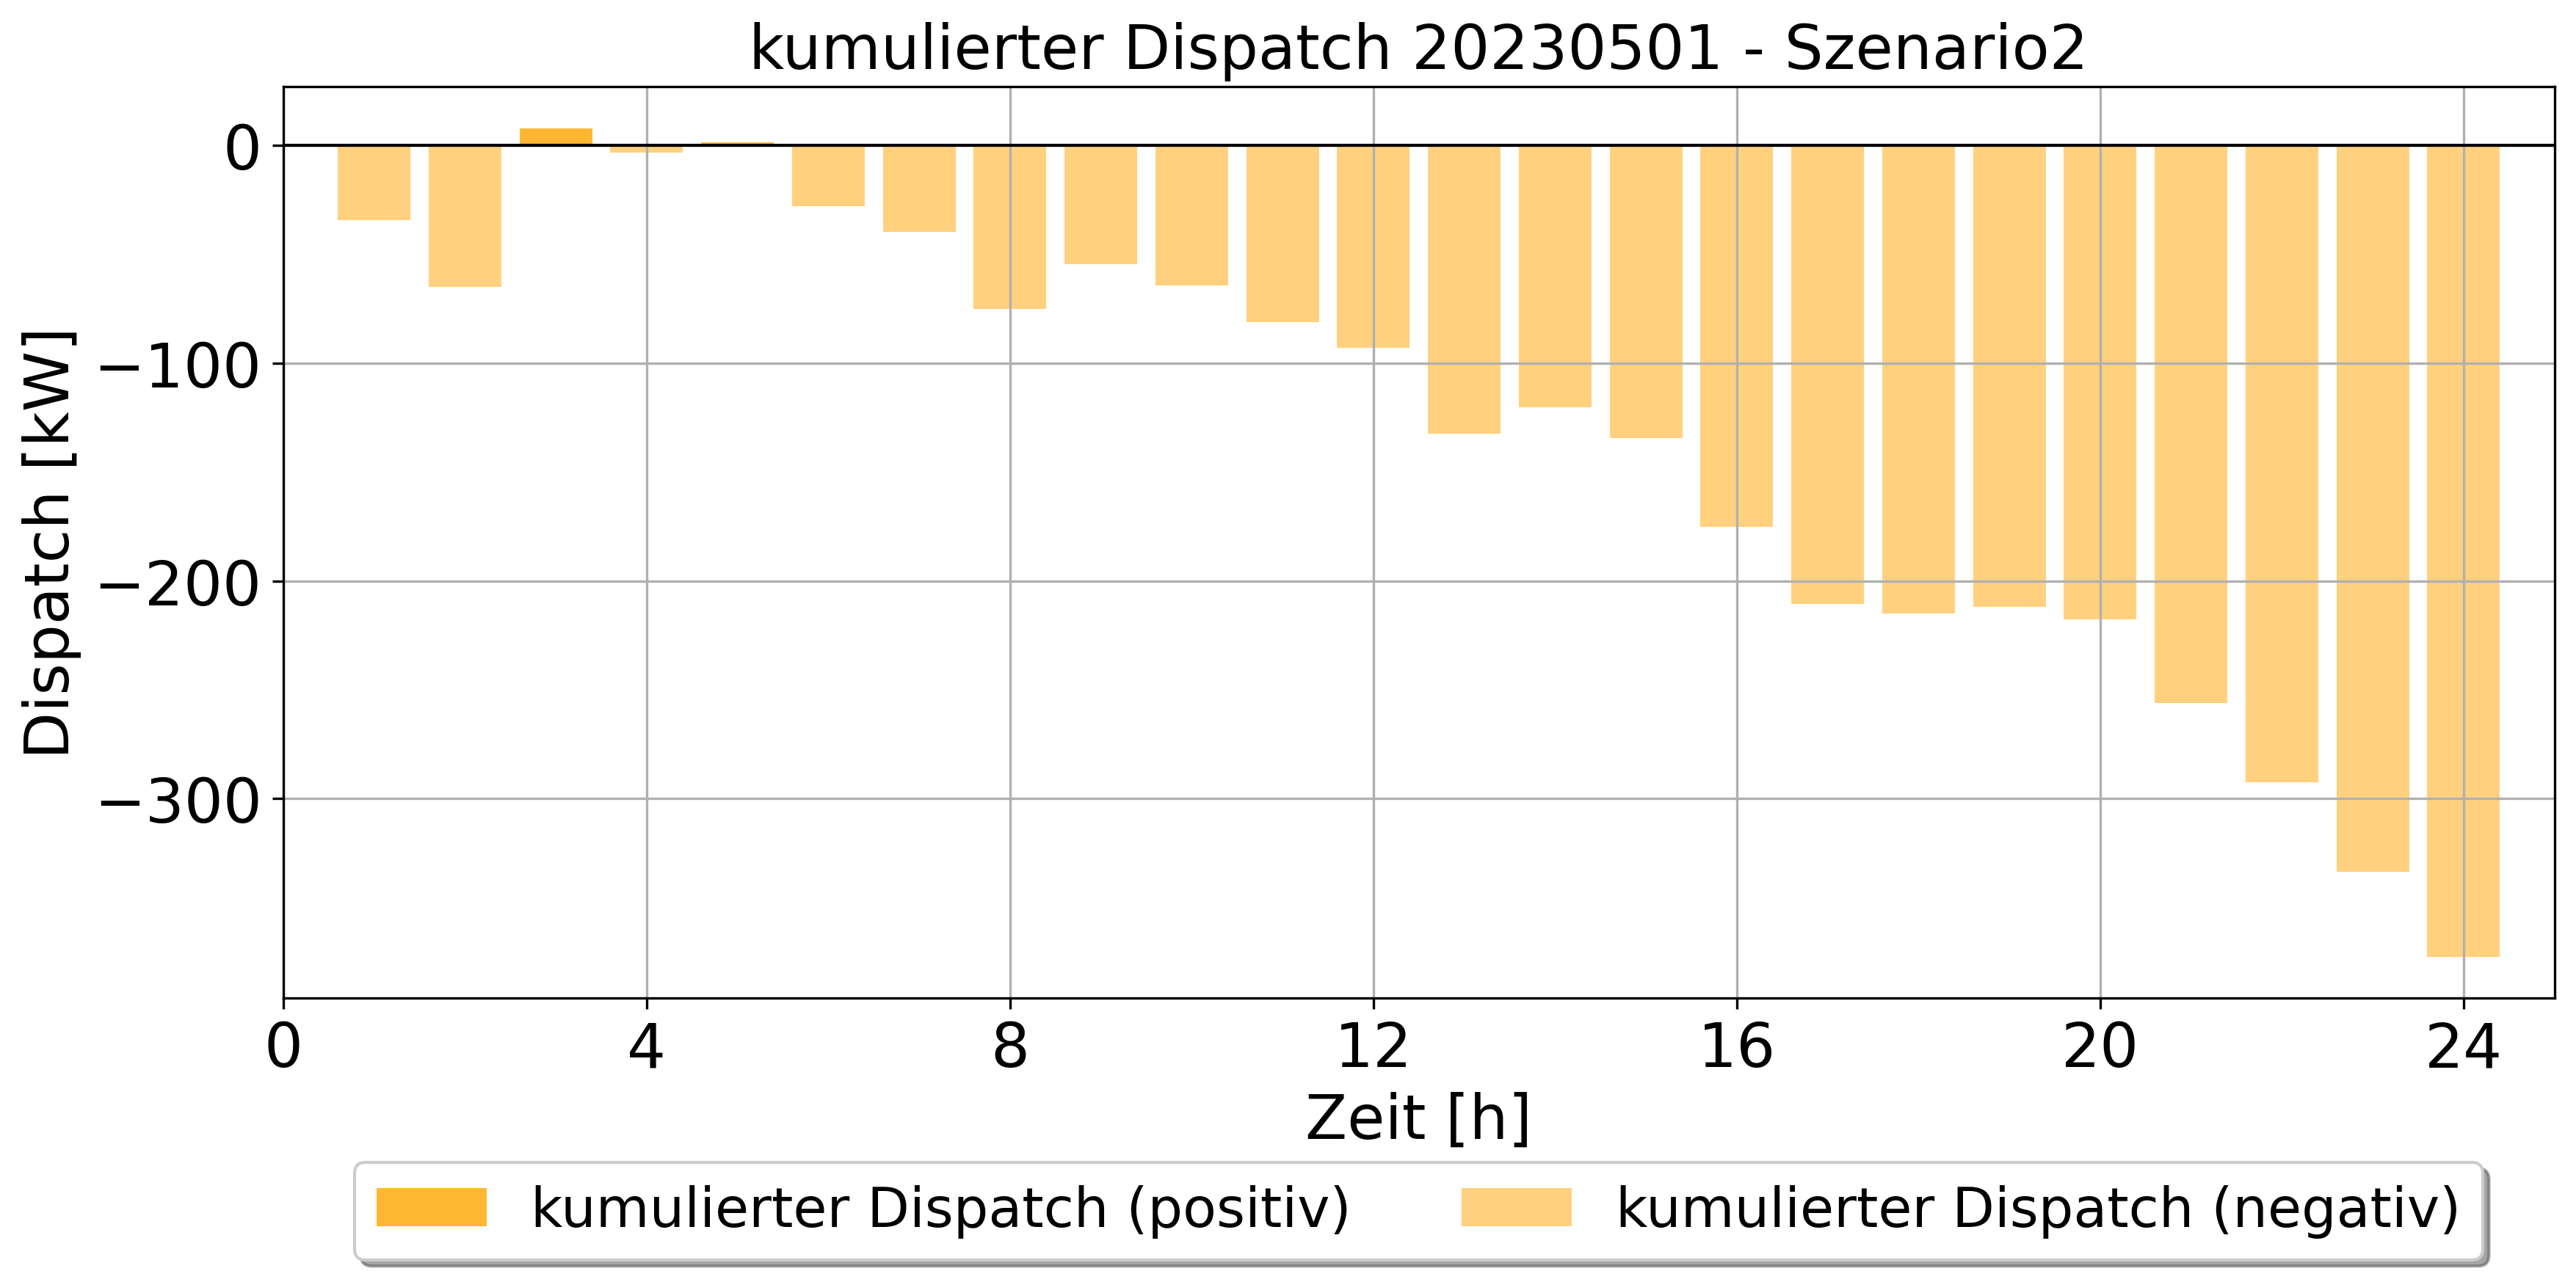 kumulierter Dispatch 20230501 - Szenario2
Dispatch [kW]
0
−100
−200
−300
0 4 8 12 16 20 24
Zeit [h]
kumulierter Dispatch (positiv) kumulierter Dispatch (negativ)